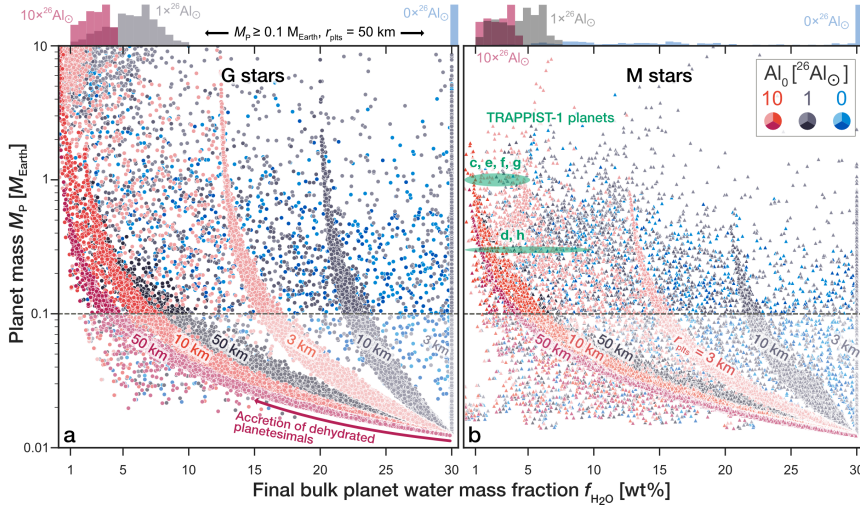 10×²⁶Al☉
1×²⁶Al☉
M_P ≥ 0.1 M_Earth, r_plts = 50 km
0×²⁶Al☉
1×²⁶Al☉
0×²⁶Al☉
10×²⁶Al☉
G stars
M stars
Al₀ [²⁶Al☉]
10 1 0
TRAPPIST-1 planets
c, e, f, g
d, h
Planet mass M_P [M_Earth]
10
1
0.1
0.01
50 km
10 km
50 km
3 km
10 km
3 km
50 km
10 km
50 km
r_plts = 3 km
10 km
3 km
Accretion of dehydrated
planetesimals
a
b
1 5 10 15 20 25 30
1 5 10 15 20 25 30
Final bulk planet water mass fraction f_H₂O [wt%]